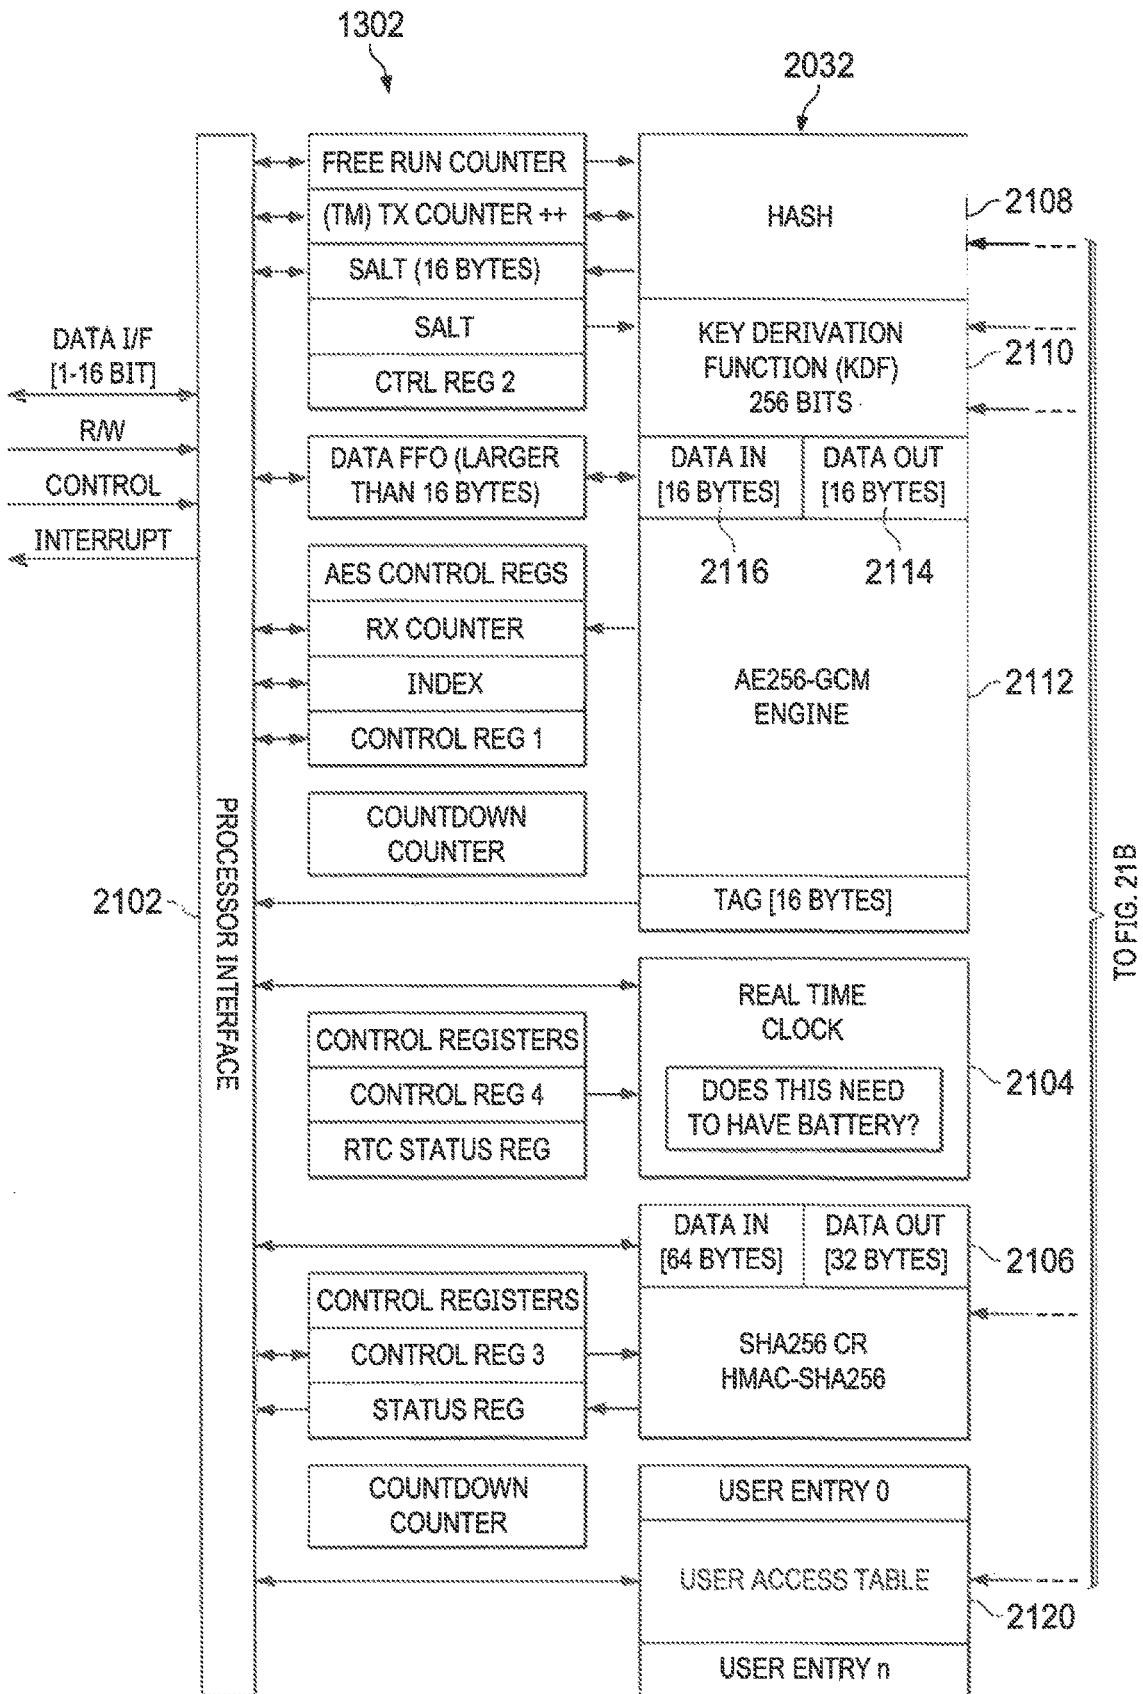 1302
2032
FREE RUN COUNTER
(TM) TX COUNTER ++
SALT (16 BYTES)
SALT
CTRL REG 2
HASH
2108
KEY DERIVATION
FUNCTION (KDF)
256 BITS
2110
DATA I/F
[1-16 BIT]
R/W
CONTROL
INTERRUPT
DATA FFO (LARGER
THAN 16 BYTES)
DATA IN
[16 BYTES]
DATA OUT
[16 BYTES]
2116
2114
AES CONTROL REGS
RX COUNTER
INDEX
CONTROL REG 1
AE256-GCM
ENGINE
2112
COUNTDOWN
COUNTER
TAG [16 BYTES]
2102
PROCESSOR INTERFACE
TO FIG. 21B
REAL TIME
CLOCK
DOES THIS NEED
TO HAVE BATTERY?
2104
CONTROL REGISTERS
CONTROL REG 4
RTC STATUS REG
DATA IN
[64 BYTES]
DATA OUT
[32 BYTES]
2106
CONTROL REGISTERS
CONTROL REG 3
STATUS REG
SHA256 CR
HMAC-SHA256
COUNTDOWN
COUNTER
USER ENTRY 0
USER ACCESS TABLE
2120
USER ENTRY n